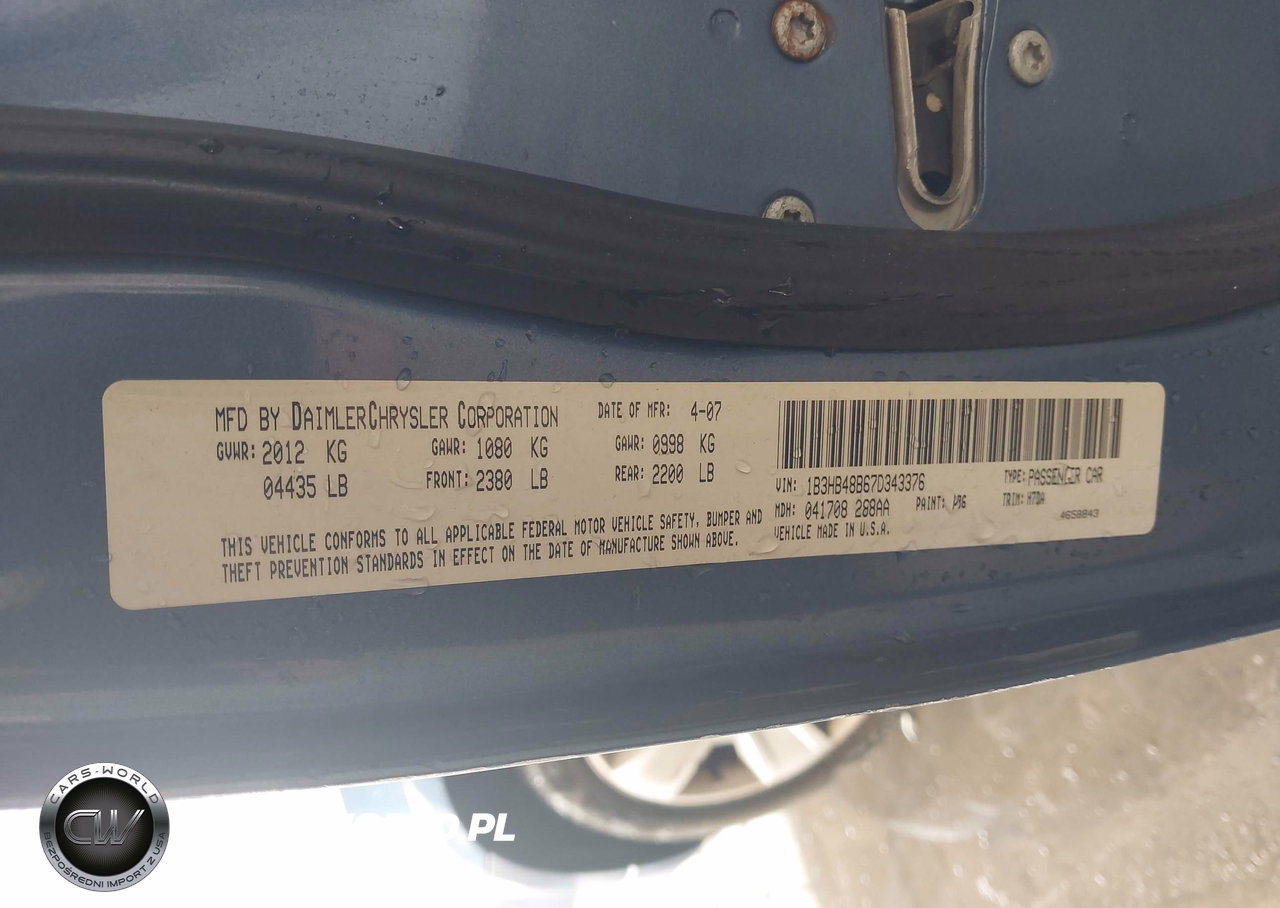 MFD BY DAIMLERCHRYSLER CORPORATION DATE OF MFR: 4-07
GVWR: 2012 KG GAWR: 1080 KG GAWR: 0998 KG
04435 LB FRONT: 2380 LB REAR: 2200 LB
THIS VEHICLE CONFORMS TO ALL APPLICABLE FEDERAL MOTOR VEHICLE SAFETY, BUMPER AND
THEFT PREVENTION STANDARDS IN EFFECT ON THE DATE OF MANUFACTURE SHOWN ABOVE.
VIN: 1B3HB48B67D343376 TYPE: PASSENGER CAR
MDH: 041708 288AA PAINT: TRIM:
VEHICLE MADE IN U.S.A. #658843
CARS-WORLD
CW
BEZPOŚREDNI IMPORT Z USA
.PL